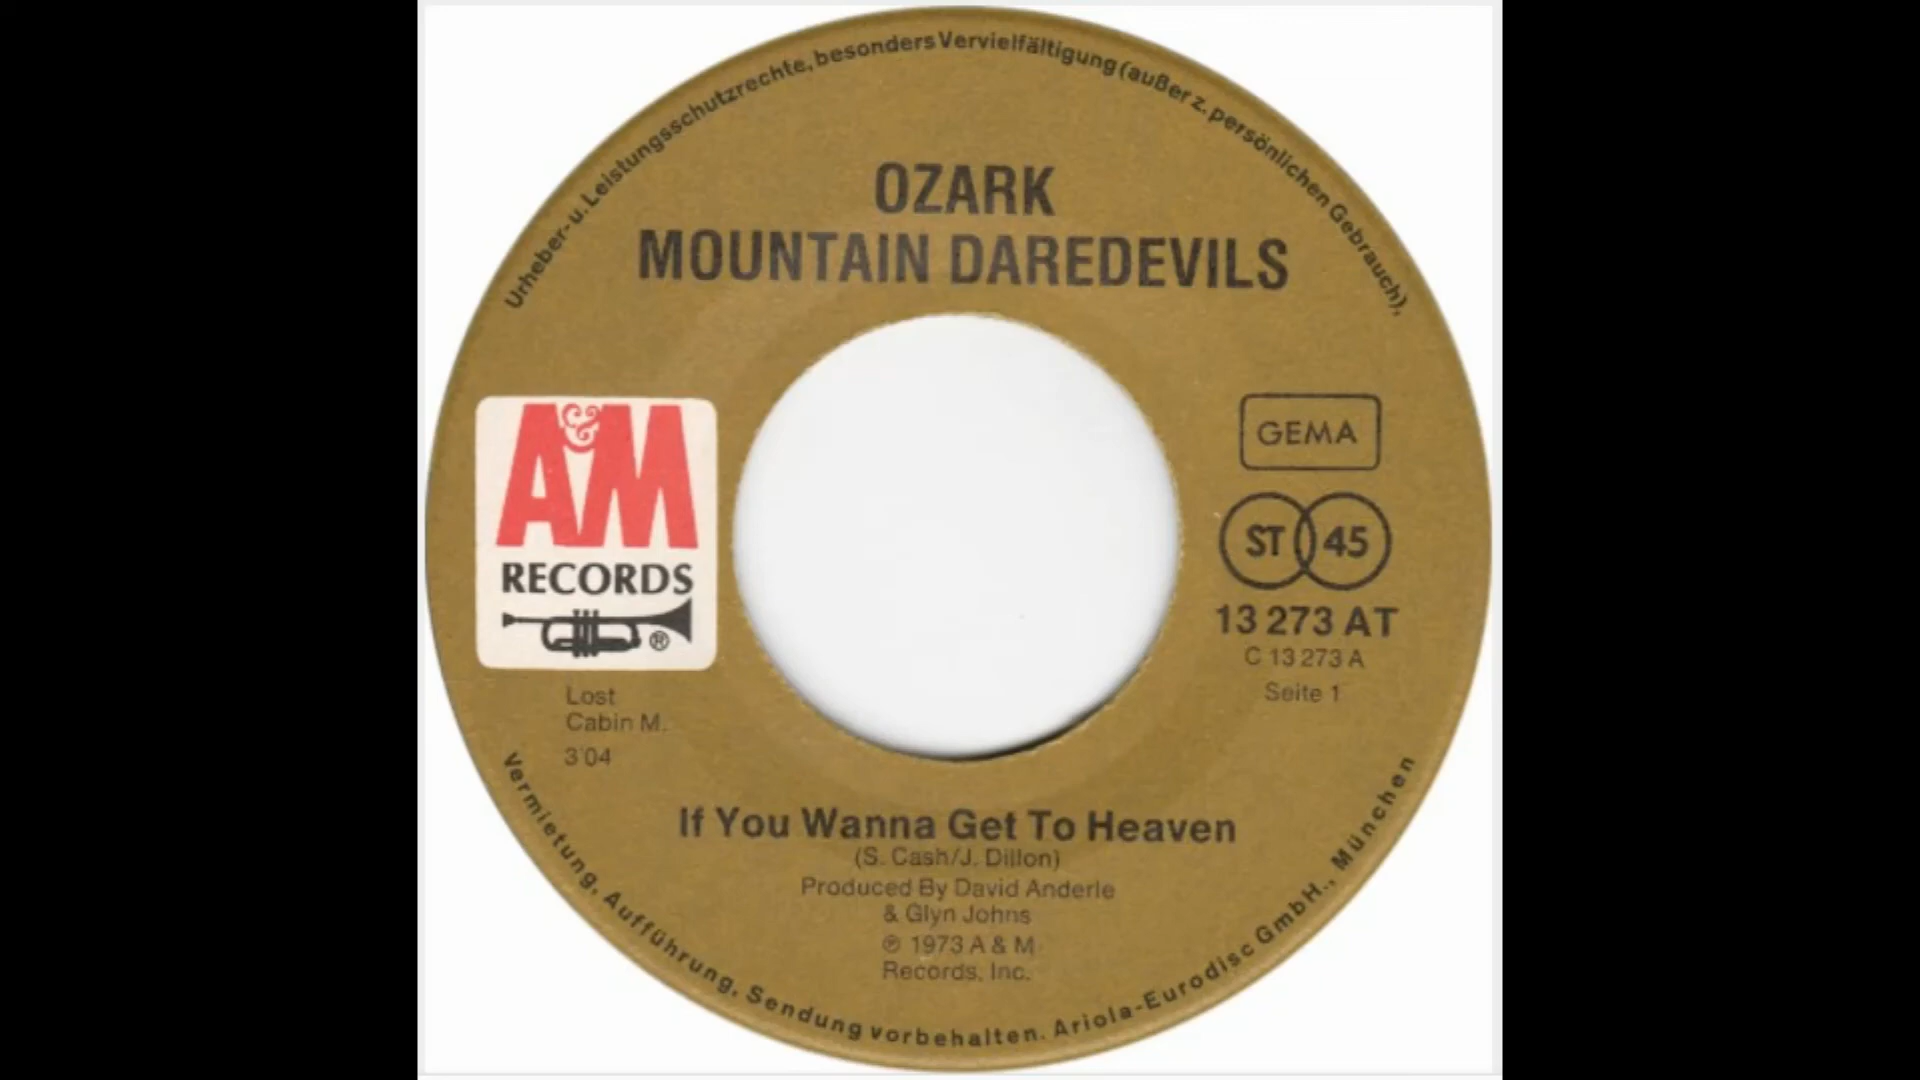 Urheber- u. Leistungsschutzrechte, besonders Vervielfältigung (außer z. persönlichen Gebrauch),
OZARK
MOUNTAIN DAREDEVILS
A&M
RECORDS
®
GEMA
ST 45
13 273 AT
C 13 273 A
Seite 1
Lost
Cabin M.
3'04
If You Wanna Get To Heaven
(S. Cash/J. Dillon)
Produced By David Anderle
& Glyn Johns
℗ 1973 A & M
Records, Inc.
Vermietung, Aufführung, Sendung vorbehalten. Ariola-Eurodisc GmbH., München